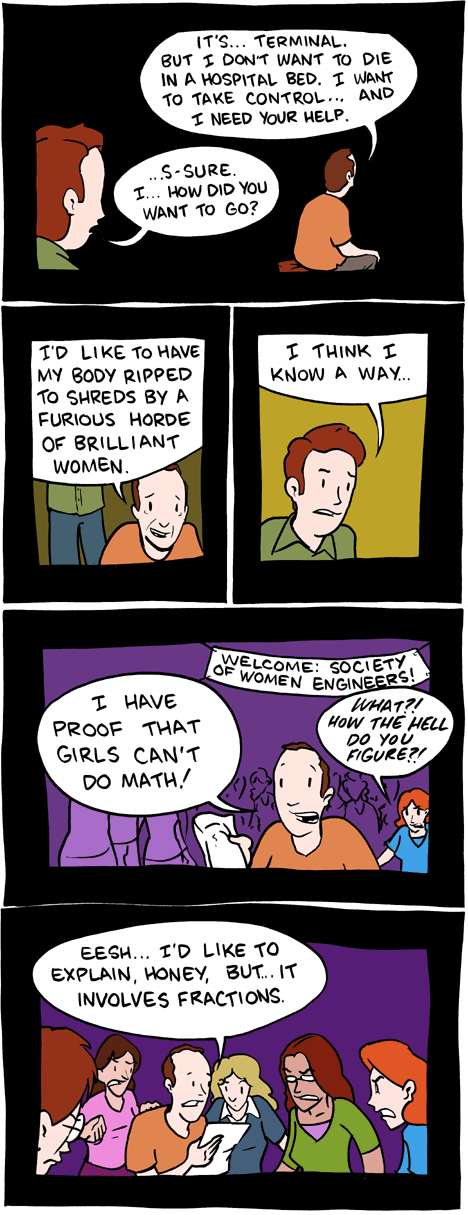 IT'S... TERMINAL.
BUT I DON'T WANT TO DIE
IN A HOSPITAL BED. I WANT
TO TAKE CONTROL... AND
I NEED YOUR HELP.
...S-SURE.
I... HOW DID YOU
WANT TO GO?
I'D LIKE TO HAVE
MY BODY RIPPED
TO SHREDS BY A
FURIOUS HORDE
OF BRILLIANT
WOMEN.
I THINK I
KNOW A WAY...
WELCOME: SOCIETY
OF WOMEN ENGINEERS!
I HAVE
PROOF THAT
GIRLS CAN'T
DO MATH!
WHAT?!
HOW THE HELL
DO YOU
FIGURE?!
EESH... I'D LIKE TO
EXPLAIN, HONEY, BUT... IT
INVOLVES FRACTIONS.